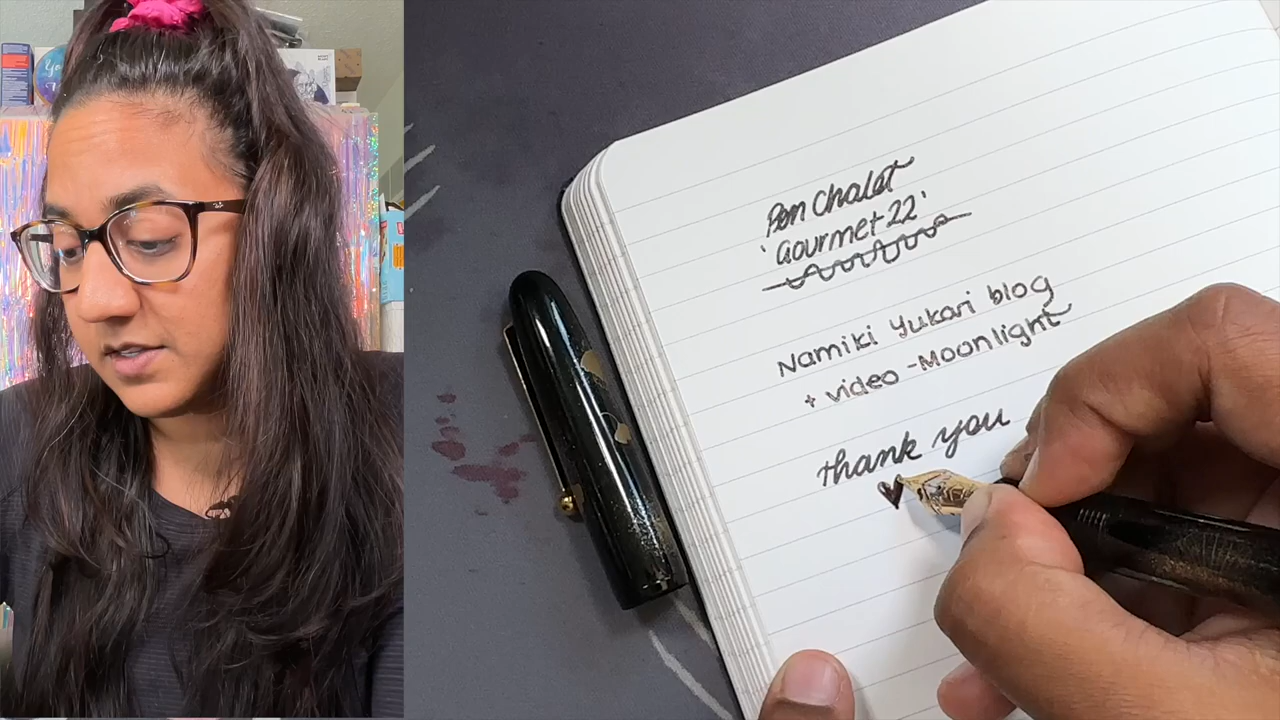 Pen Chalet
'Gourmet 22'
Namiki Yukari blog
+ video - Moonlight
thank you